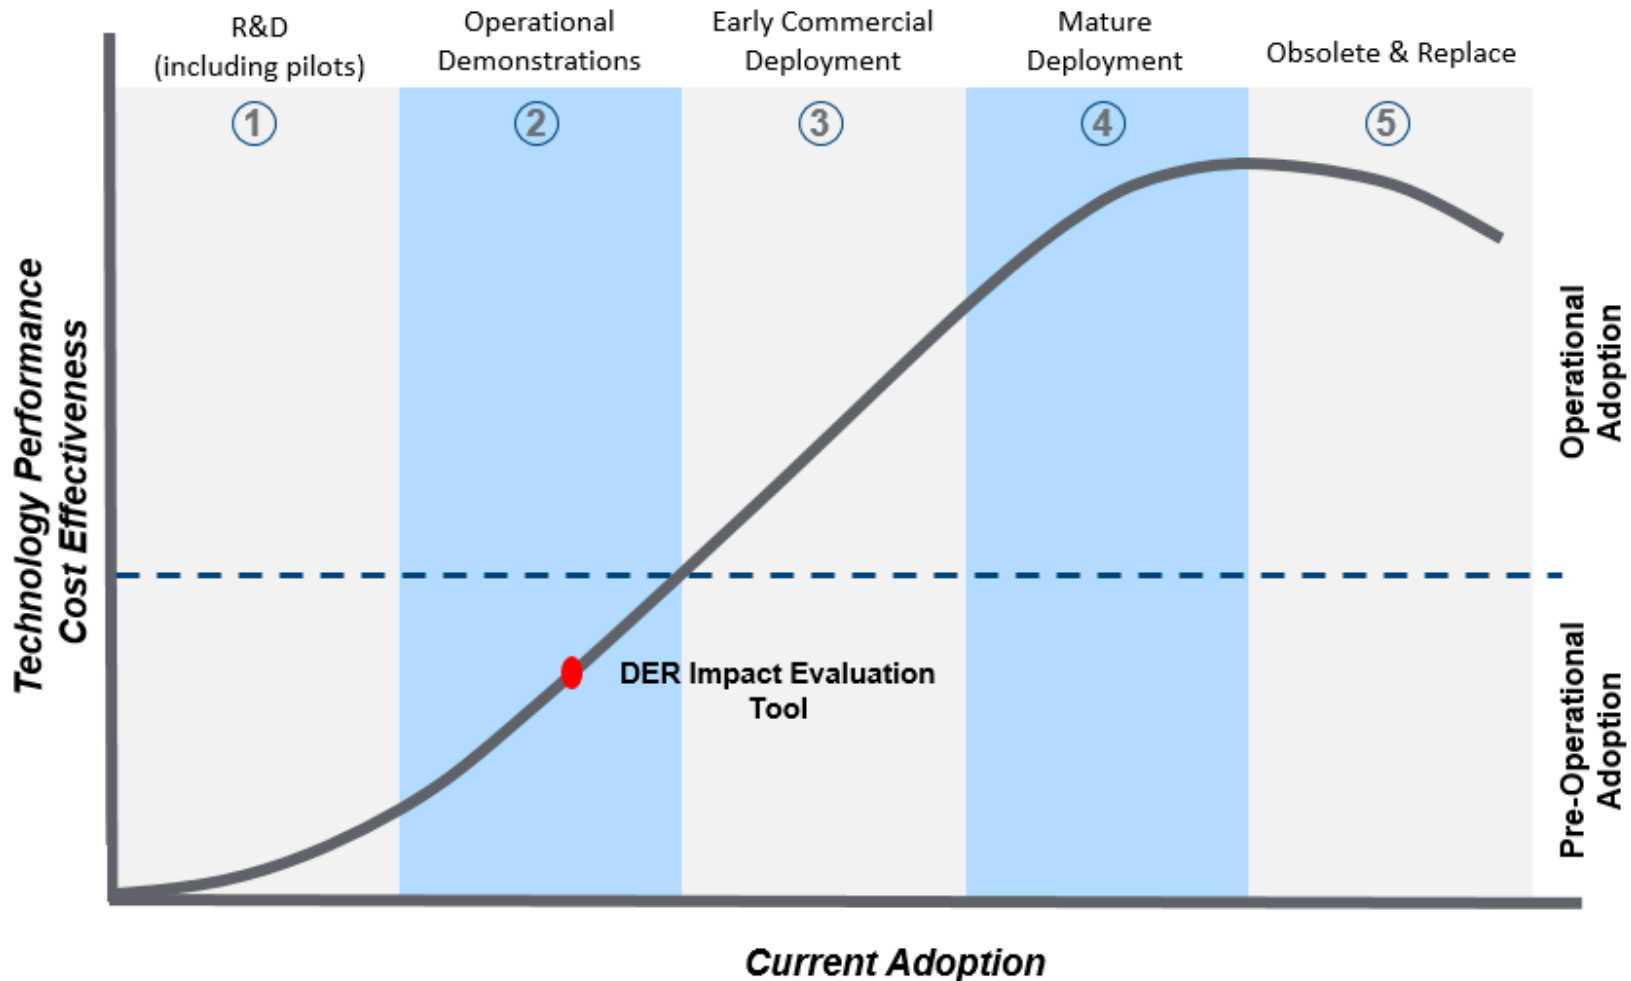 R&D
(including pilots)
Operational
Demonstrations
Early Commercial
Deployment
Mature
Deployment
Obsolete & Replace
1
2
3
4
5
Technology Performance
Cost Effectiveness
Operational
Adoption
Pre-Operational
Adoption
DER Impact Evaluation
Tool
Current Adoption